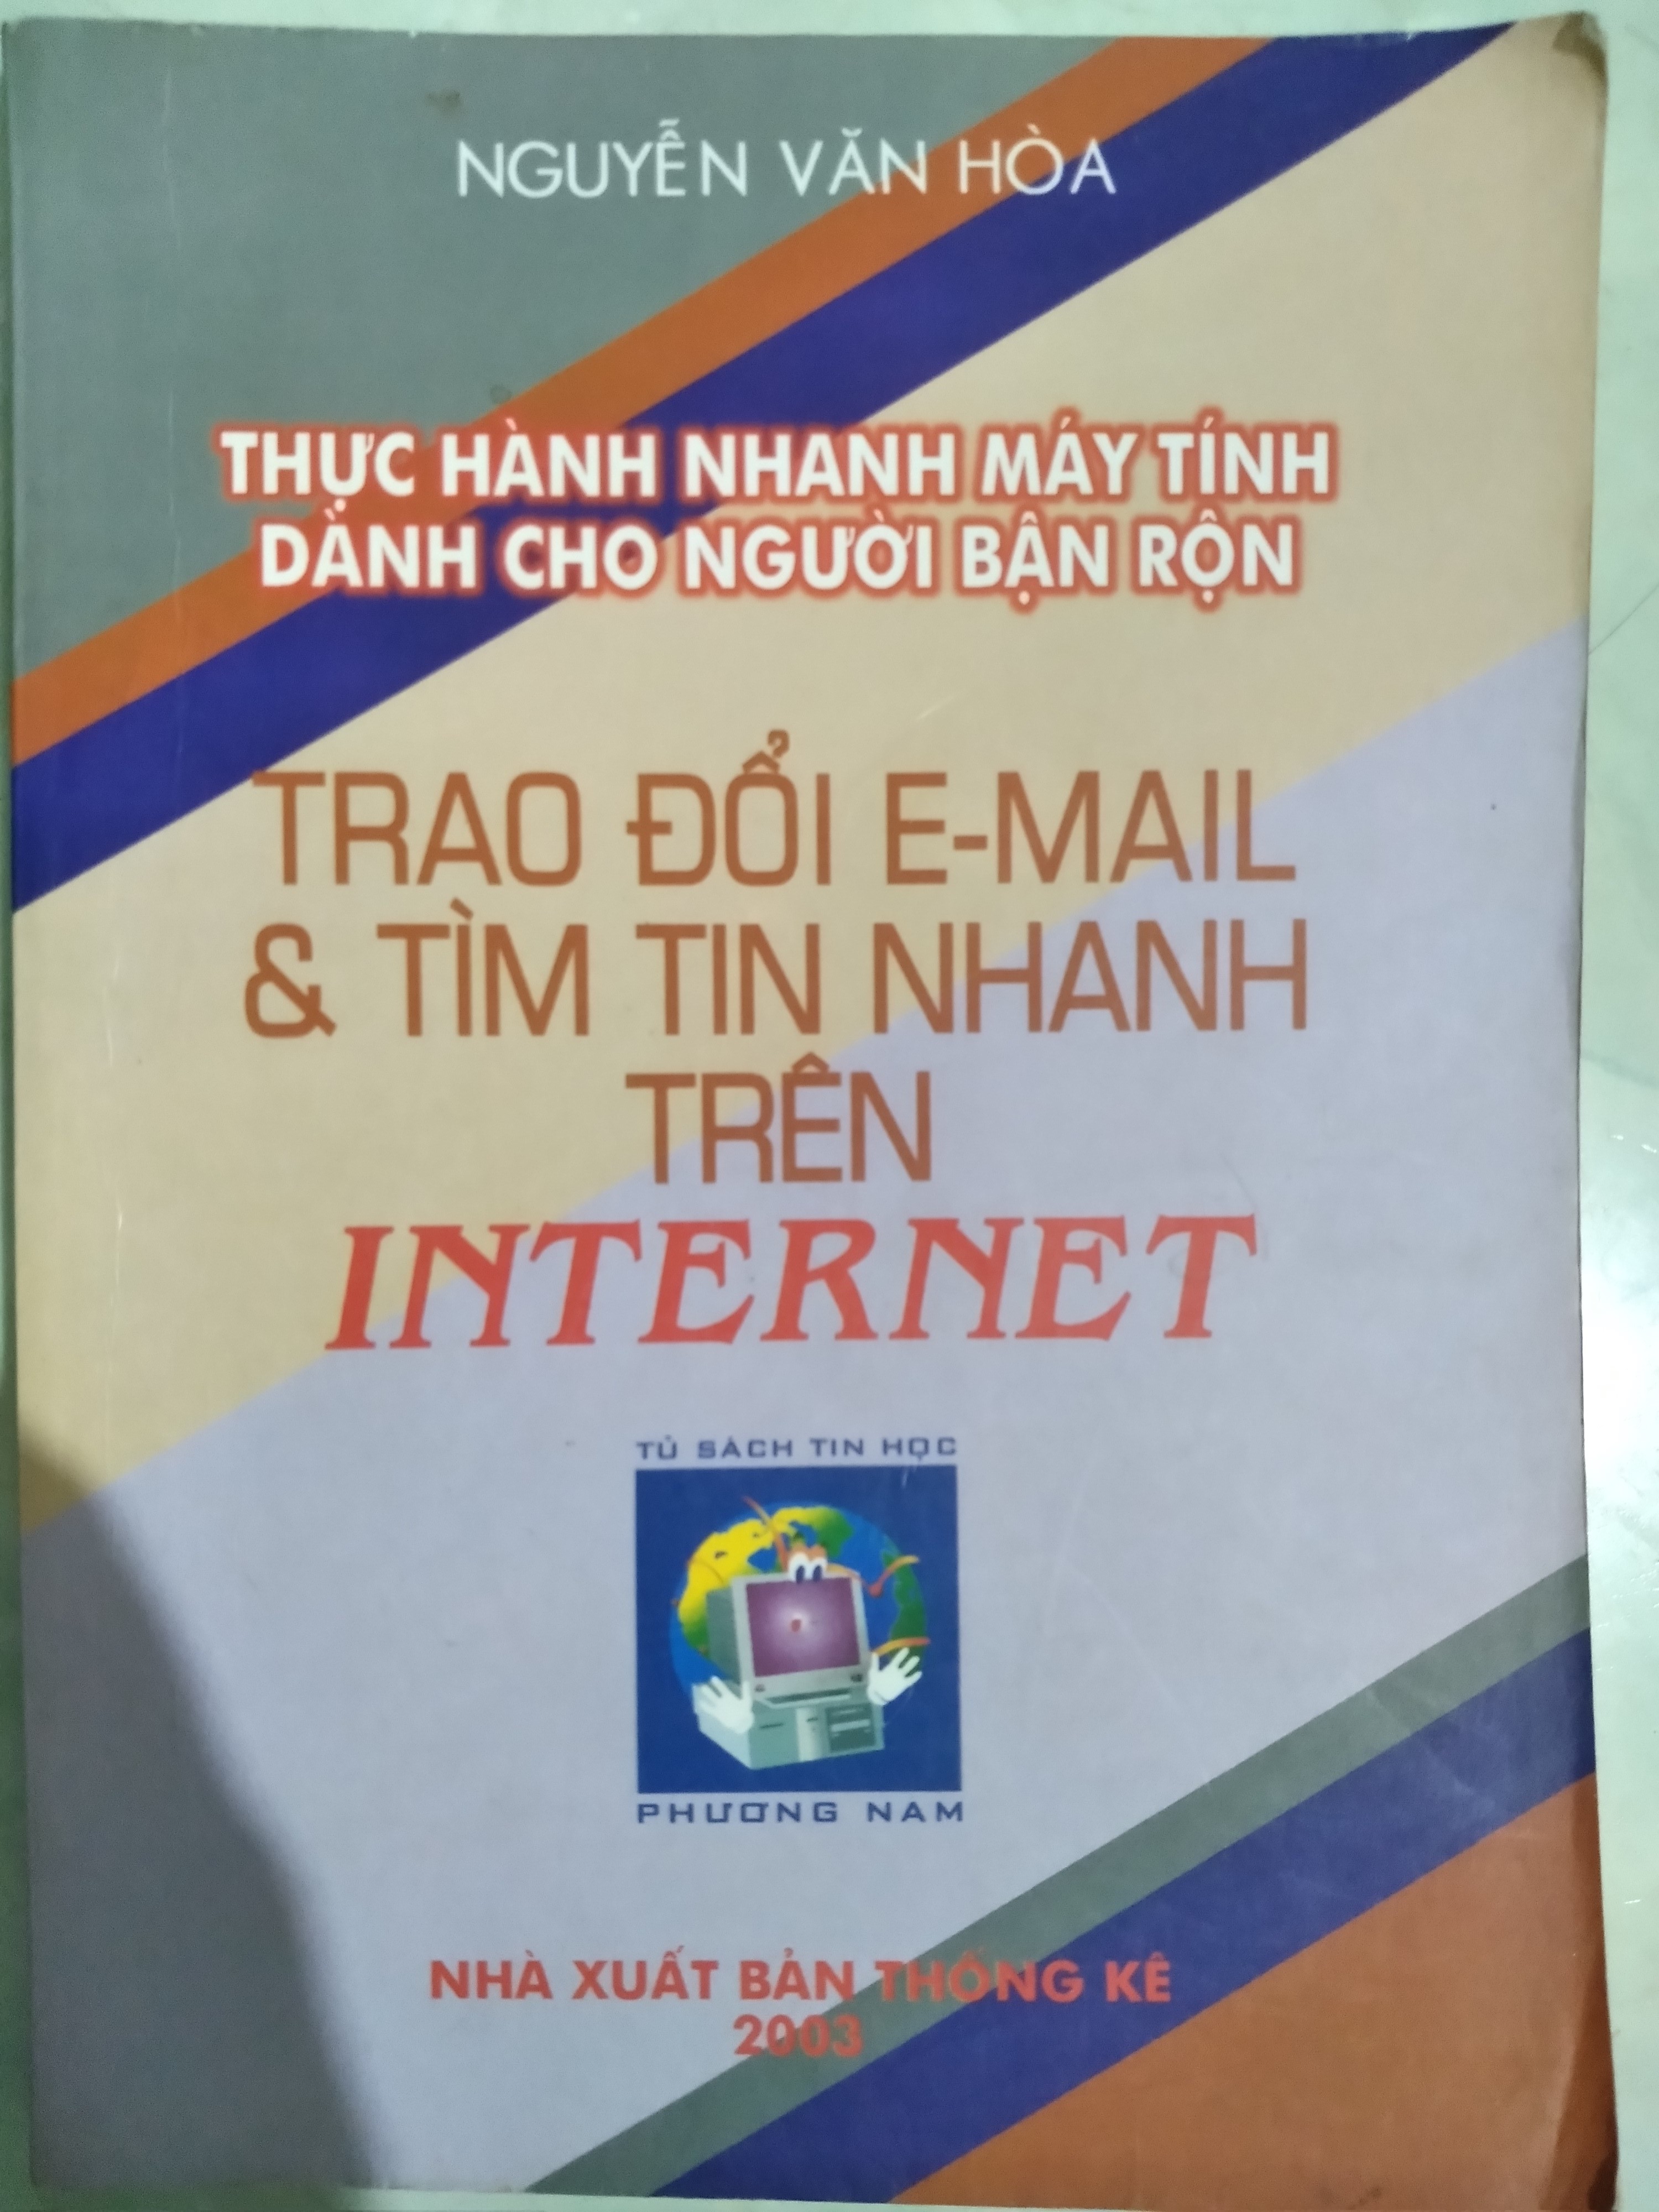 NGUYỄN VĂN HÒA
THỰC HÀNH NHANH MÁY TÍNH
DÀNH CHO NGƯỜI BẬN RỘN
TRAO ĐỔI E-MAIL
& TÌM TIN NHANH
TRÊN
INTERNET
TỦ SÁCH TIN HỌC
PHƯƠNG NAM
NHÀ XUẤT BẢN THỐNG KÊ
2003